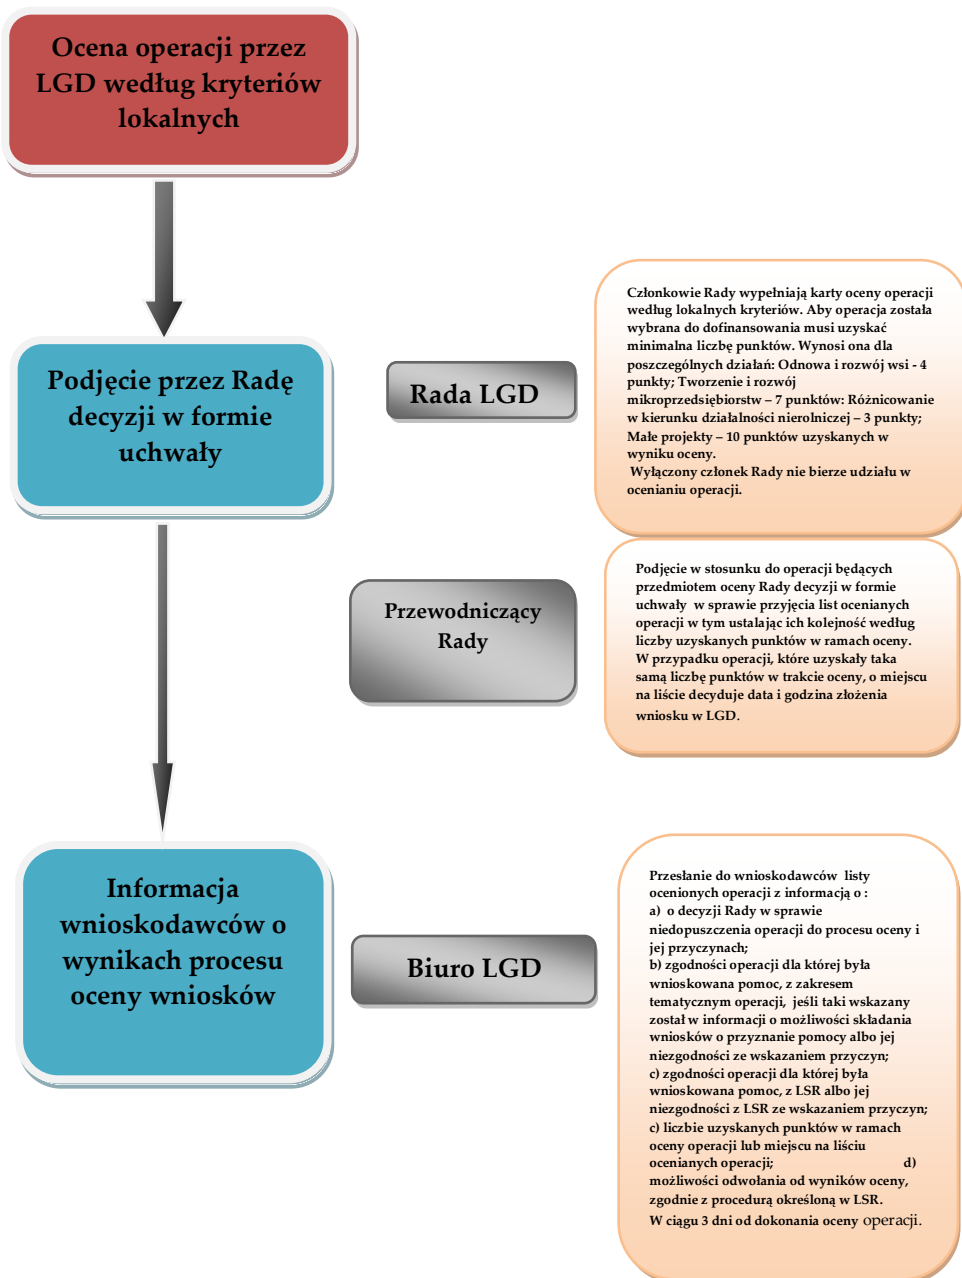 Ocena operacji przez
LGD według kryteriów
lokalnych
Członkowie Rady wypełniają karty oceny operacji
według lokalnych kryteriów. Aby operacja została
wybrana do dofinansowania musi uzyskać
minimalna liczbę punktów. Wynosi ona dla
poszczególnych działań: Odnowa i rozwój wsi - 4
punkty; Tworzenie i rozwój
mikroprzedsiębiorstw – 7 punktów: Różnicowanie
w kierunku działalności nierolniczej – 3 punkty;
Małe projekty – 10 punktów uzyskanych w
wyniku oceny.
Wyłączony członek Rady nie bierze udziału w
ocenianiu operacji.
Podjęcie przez Radę
decyzji w formie
uchwały
Rada LGD
Przewodniczący
Rady
Podjęcie w stosunku do operacji będących
przedmiotem oceny Rady decyzji w formie
uchwały w sprawie przyjęcia list ocenianych
operacji w tym ustalając ich kolejność według
liczby uzyskanych punktów w ramach oceny.
W przypadku operacji, które uzyskały taka
samą liczbę punktów w trakcie oceny, o miejscu
na liście decyduje data i godzina złożenia
wniosku w LGD.
Informacja
wnioskodawców o
wynikach procesu
oceny wniosków
Biuro LGD
Przesłanie do wnioskodawców listy
ocenionych operacji z informacją o :
a) o decyzji Rady w sprawie
niedopuszczenia operacji do procesu oceny i
jej przyczynach;
b) zgodności operacji dla której była
wnioskowana pomoc, z zakresem
tematycznym operacji, jeśli taki wskazany
został w informacji o możliwości składania
wniosków o przyznanie pomocy albo jej
niezgodności ze wskazaniem przyczyn;
c) zgodności operacji dla której była
wnioskowana pomoc, z LSR albo jej
niezgodności z LSR ze wskazaniem przyczyn;
c) liczbie uzyskanych punktów w ramach
oceny operacji lub miejscu na liściu
ocenianych operacji; d)
możliwości odwołania od wyników oceny,
zgodnie z procedurą określoną w LSR.
W ciągu 3 dni od dokonania oceny operacji.